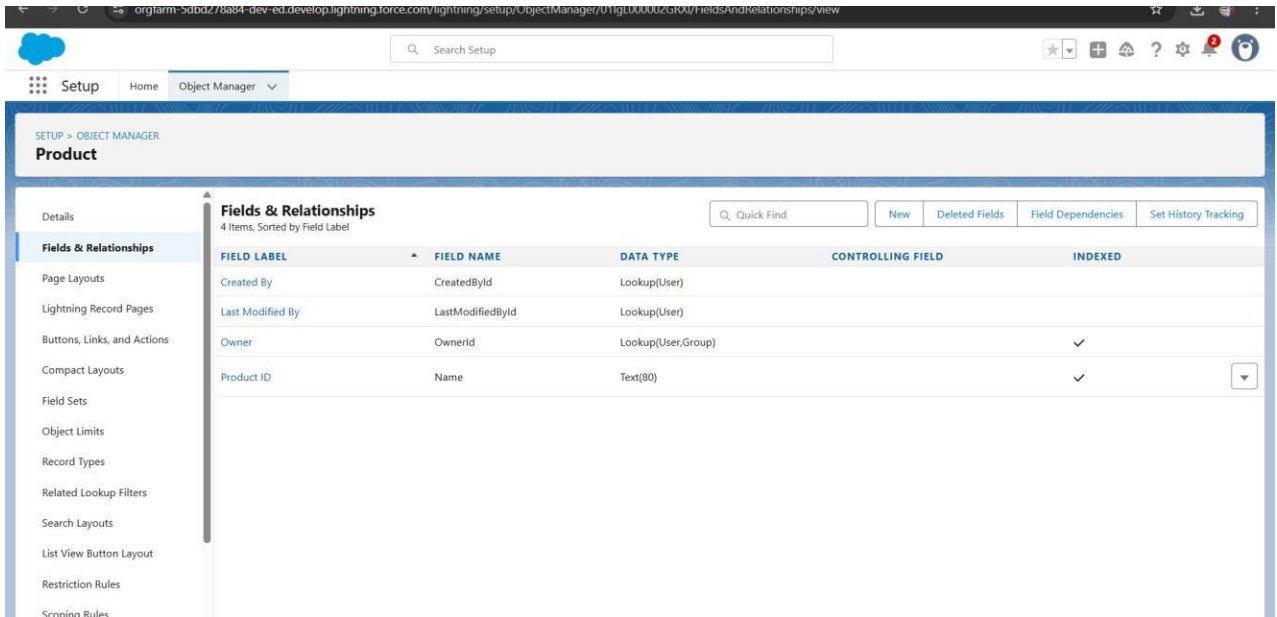 orgfarm-5dbd278a84-dev-ed.develop.lightning.force.com/lightning/setup/ObjectManager/01IgL000002GRXI/FieldsAndRelationships/view
Search Setup
2
Setup Home Object Manager
SETUP > OBJECT MANAGER
Product
Details
Fields & Relationships
Page Layouts
Lightning Record Pages
Buttons, Links, and Actions
Compact Layouts
Field Sets
Object Limits
Record Types
Related Lookup Filters
Search Layouts
List View Button Layout
Restriction Rules
Scoping Rules
Fields & Relationships
4 Items, Sorted by Field Label
Quick Find New Deleted Fields Field Dependencies Set History Tracking
FIELD LABEL FIELD NAME DATA TYPE CONTROLLING FIELD INDEXED
Created By CreatedById Lookup(User)
Last Modified By LastModifiedById Lookup(User)
Owner OwnerId Lookup(User,Group)
Product ID Name Text(80)